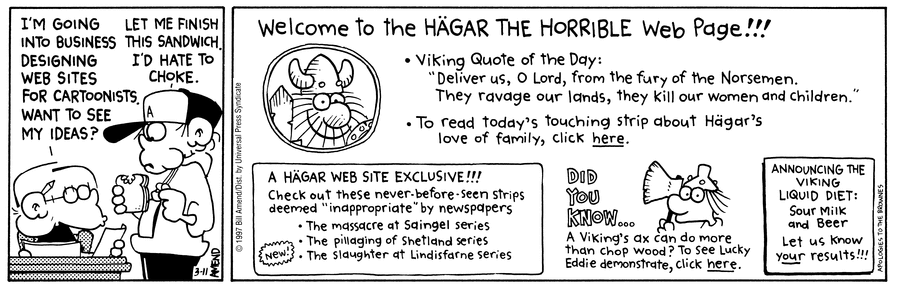 I'M GOING
INTO BUSINESS
DESIGNING
WEB SITES
FOR CARTOONISTS.
WANT TO SEE
MY IDEAS?
LET ME FINISH
THIS SANDWICH.
I'D HATE TO
CHOKE.
A
3-11
AMEND
© 1997 Bill Amend/Dist. by Universal Press Syndicate
Welcome to the HÄGAR THE HORRIBLE Web Page!!!
• Viking Quote of the Day:
"Deliver us, O Lord, from the fury of the Norsemen.
They ravage our lands, they kill our women and children."
• To read today's touching strip about Hägar's
love of family, click here.
A HÄGAR WEB SITE EXCLUSIVE!!!
Check out these never-before-seen strips
deemed "inappropriate" by newspapers
• The massacre at Saingel series
• The pillaging of Shetland series
• The slaughter at Lindisfarne series
NEW!
DID
YOU
KNOW...
A Viking's ax can do more
than chop wood? To see Lucky
Eddie demonstrate, click here.
ANNOUNCING THE
VIKING
LIQUID DIET:
Sour Milk
and Beer
Let us know
your results!!!
APOLOGIES TO THE BROWNES